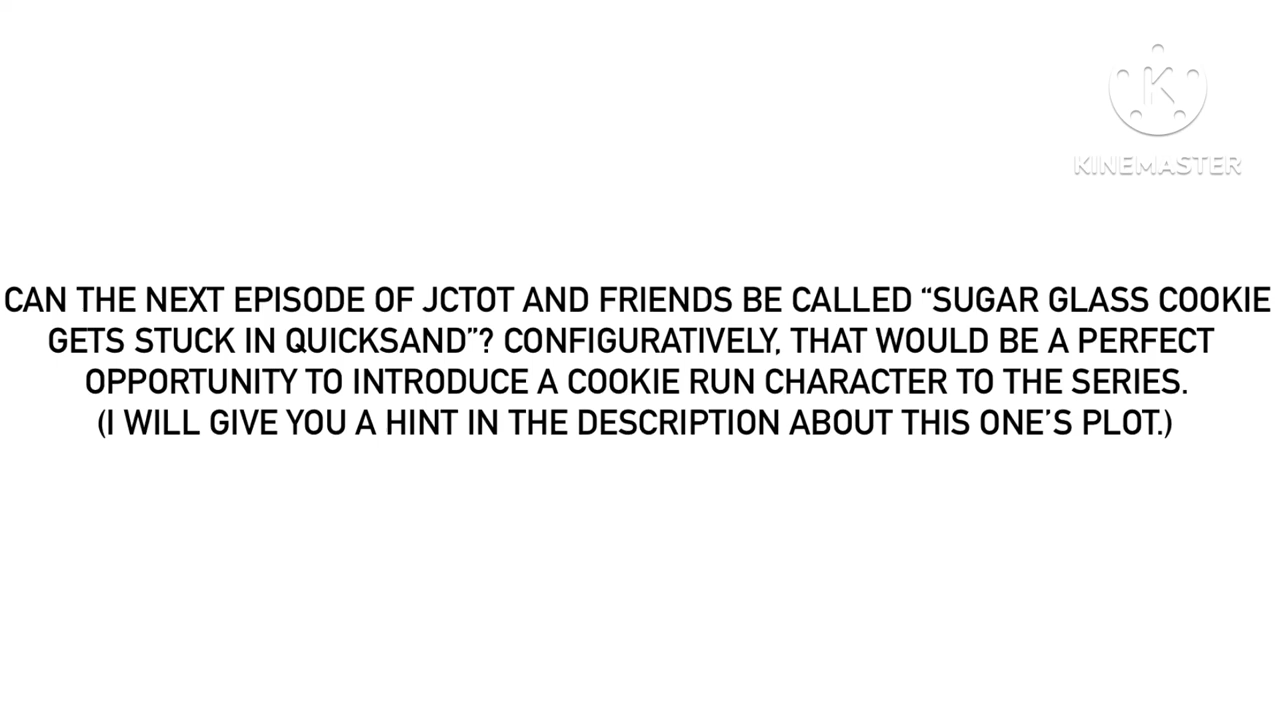 K
KINEMASTER
CAN THE NEXT EPISODE OF JCTOT AND FRIENDS BE CALLED “SUGAR GLASS COOKIE
GETS STUCK IN QUICKSAND”? CONFIGURATIVELY, THAT WOULD BE A PERFECT
OPPORTUNITY TO INTRODUCE A COOKIE RUN CHARACTER TO THE SERIES.
(I WILL GIVE YOU A HINT IN THE DESCRIPTION ABOUT THIS ONE’S PLOT.)